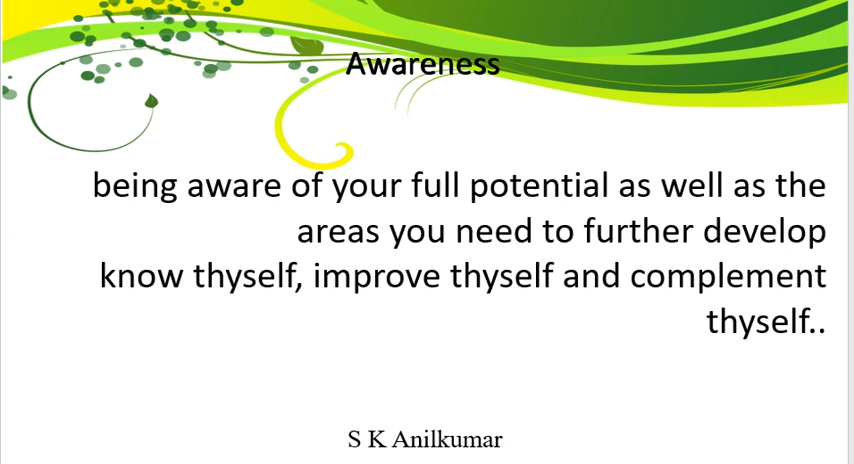 Awareness
being aware of your full potential as well as the
areas you need to further develop
know thyself, improve thyself and complement
thyself..
S K Anilkumar